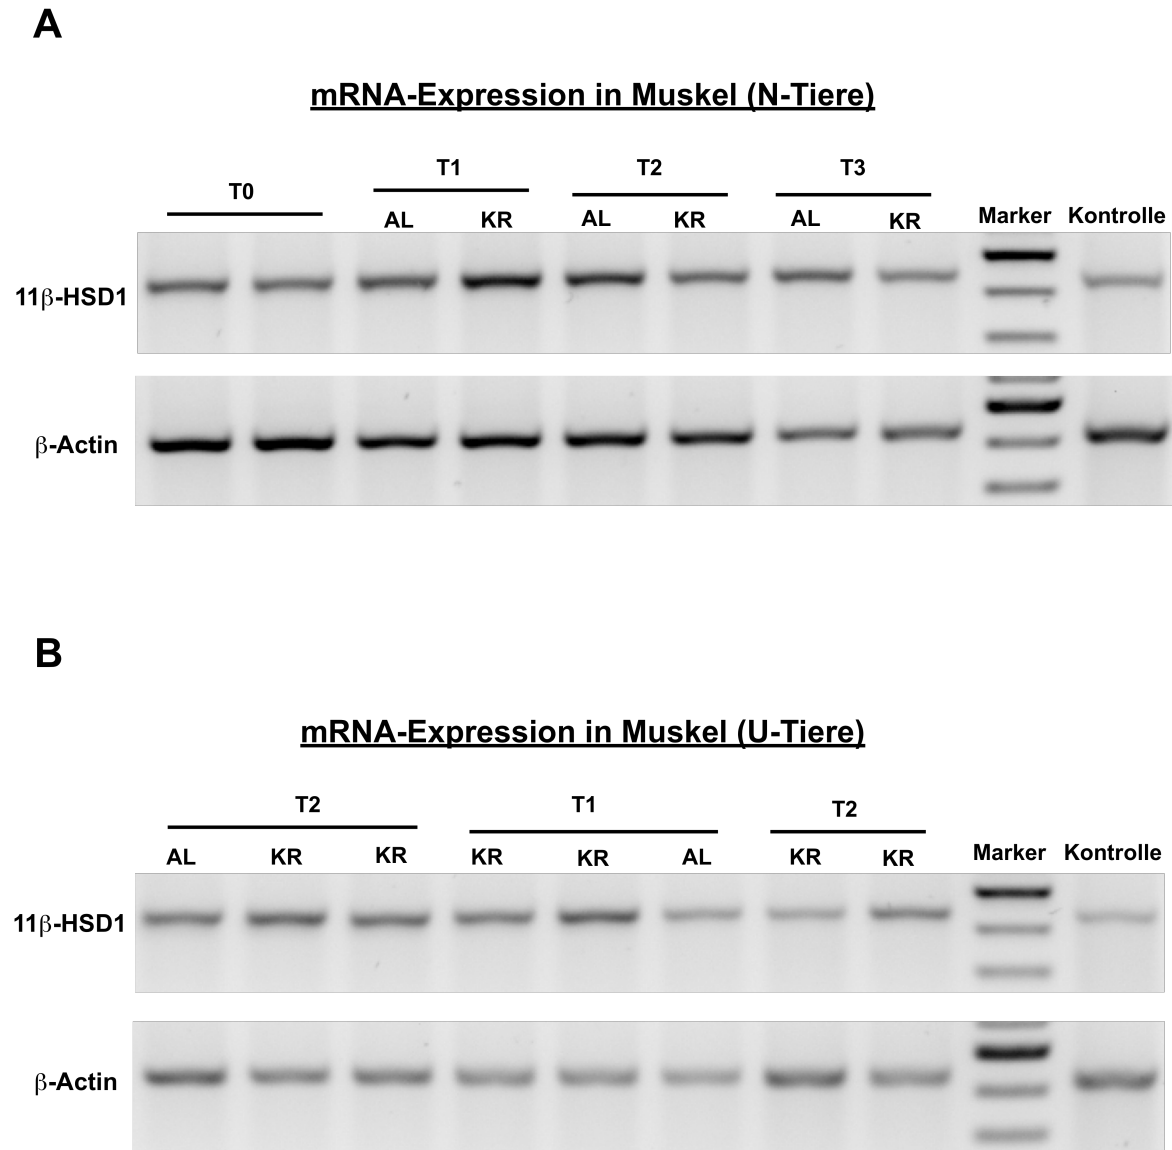 A
mRNA-Expression in Muskel (N-Tiere)
T0 T1 T2 T3
AL KR AL KR AL KR Marker Kontrolle
11β-HSD1
β-Actin
B
mRNA-Expression in Muskel (U-Tiere)
T2 T1 T2
AL KR KR KR KR AL KR KR Marker Kontrolle
11β-HSD1
β-Actin